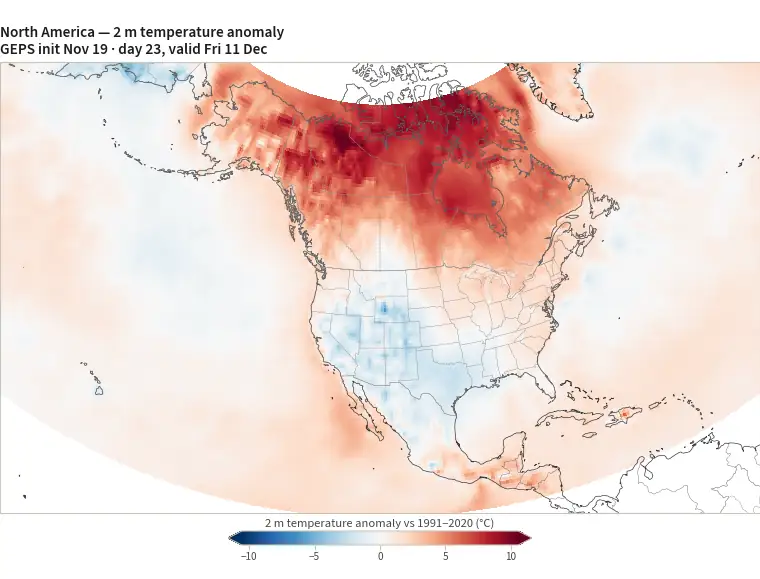 North America — 2 m temperature anomaly
GEPS init Nov 19 · day 23, valid Fri 11 Dec
2 m temperature anomaly vs 1991–2020 (°C)
−10 −5 0 5 10